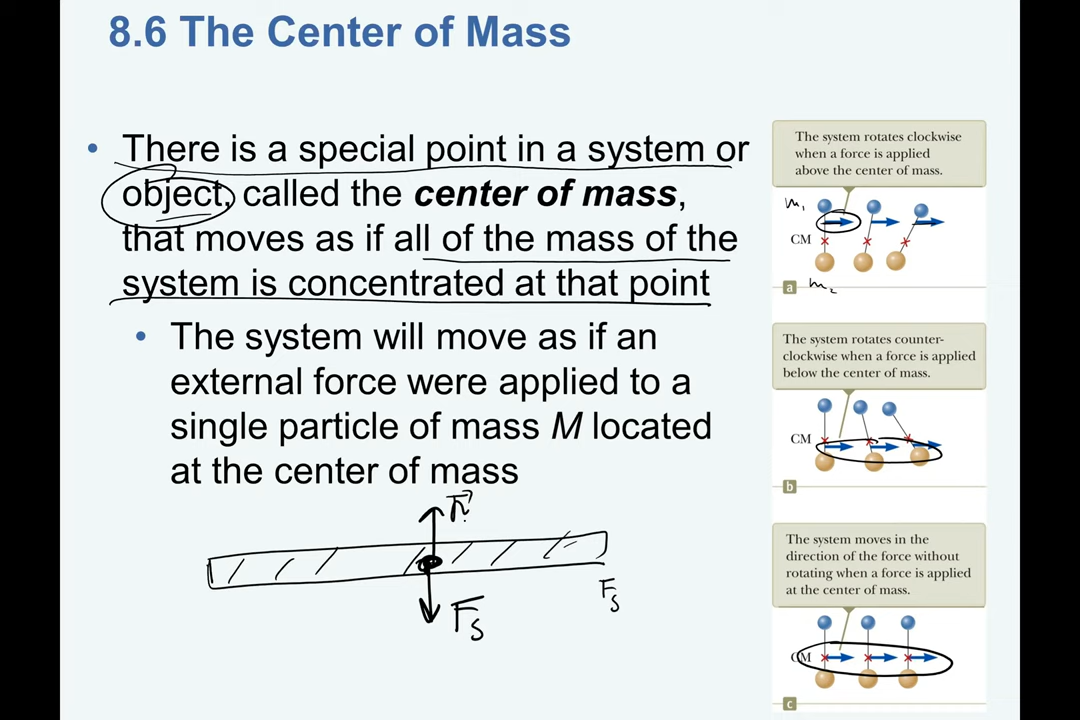 8.6 The Center of Mass
• There is a special point in a system or
object, called the center of mass,
that moves as if all of the mass of the
system is concentrated at that point
• The system will move as if an
external force were applied to a
single particle of mass M located
at the center of mass
Fs
Fs
The system rotates clockwise
when a force is applied
above the center of mass.
m1
CM
m2
a
The system rotates counter-
clockwise when a force is applied
below the center of mass.
CM
b
The system moves in the
direction of the force without
rotating when a force is applied
at the center of mass.
CM
c